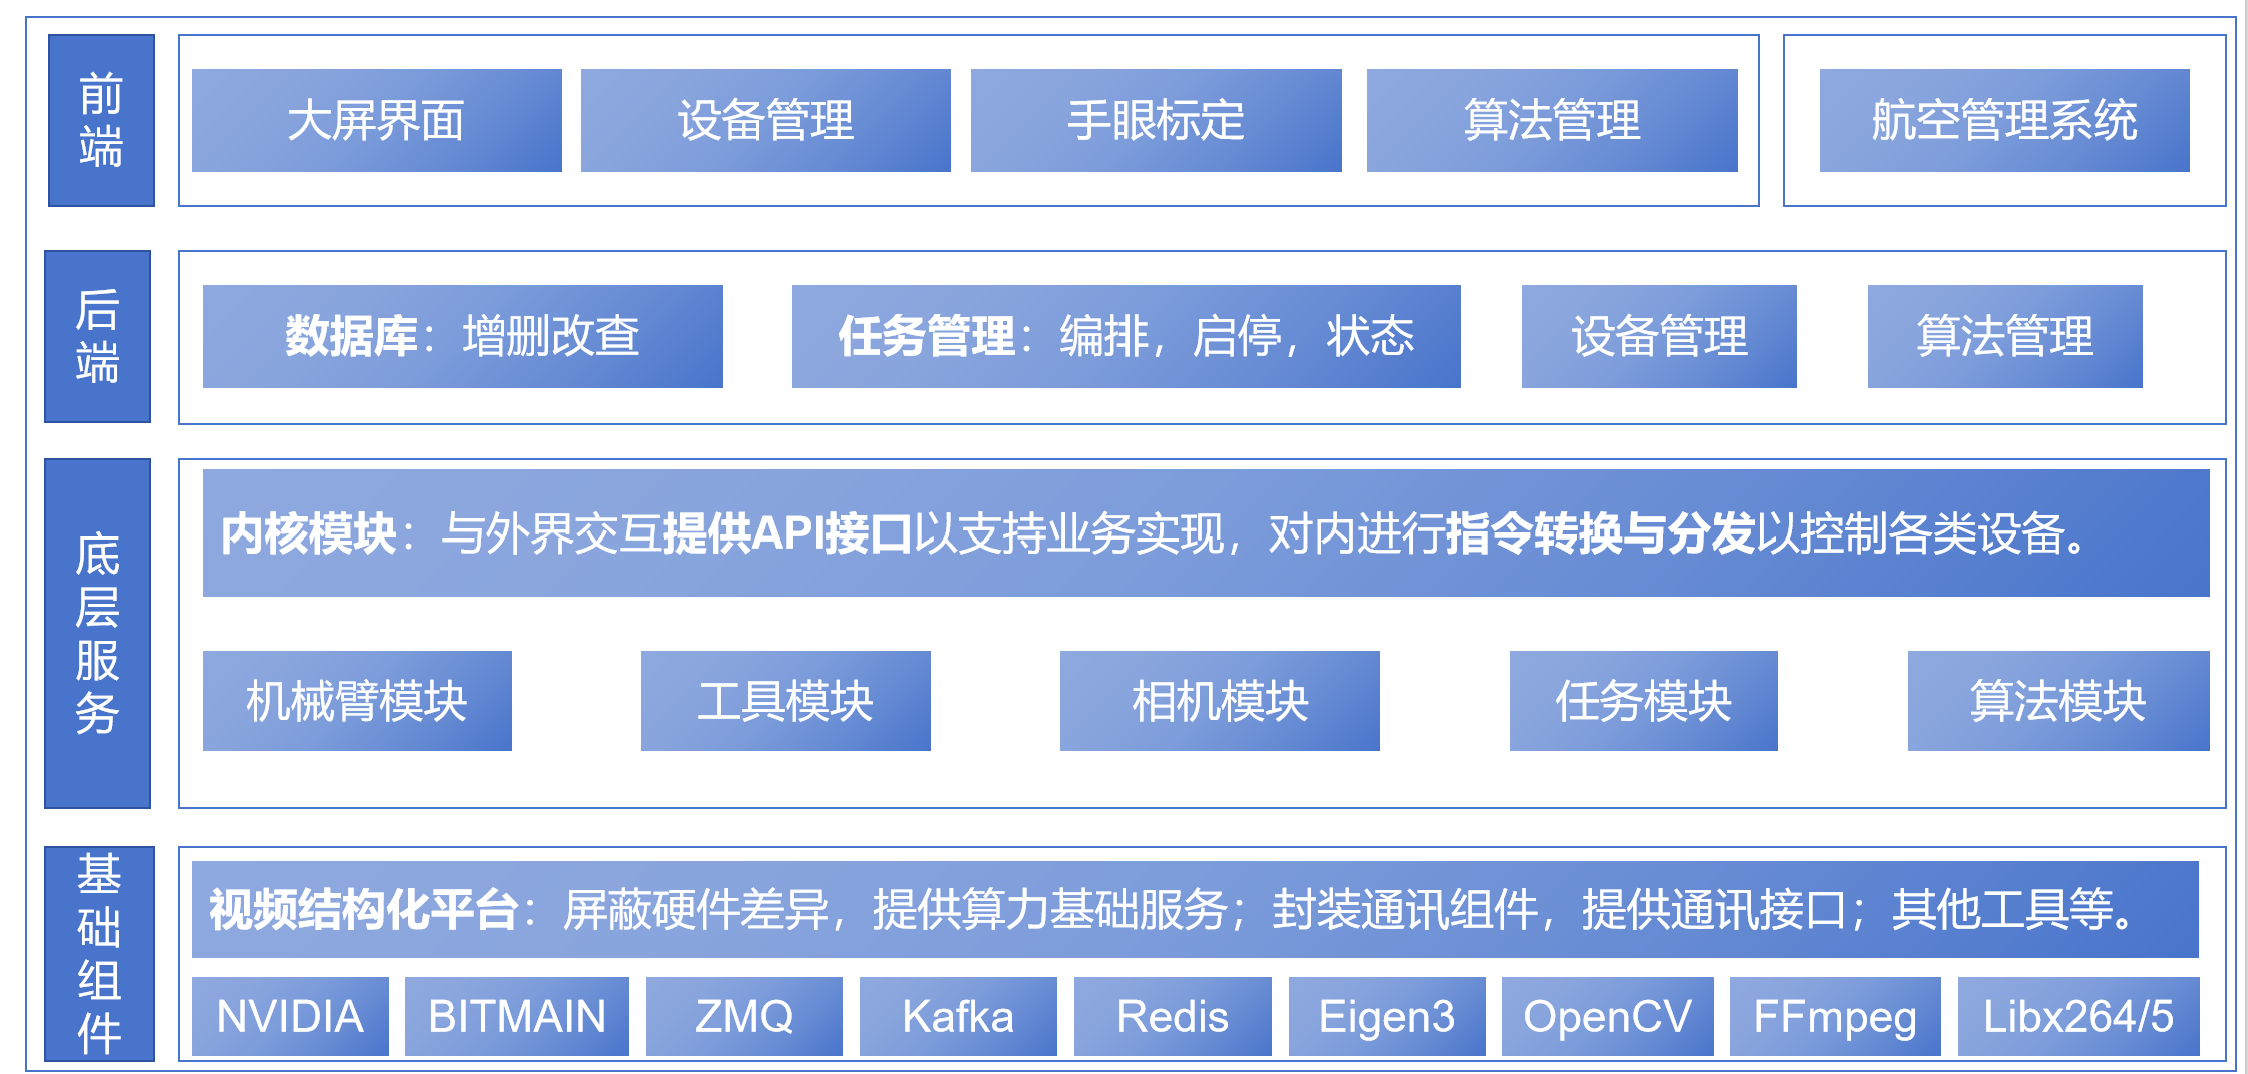 前端
大屏界面
设备管理
手眼标定
算法管理
航空管理系统
后端
数据库：增删改查
任务管理：编排，启停，状态
设备管理
算法管理
底层服务
内核模块：与外界交互提供API接口以支持业务实现，对内进行指令转换与分发以控制各类设备。
机械臂模块
工具模块
相机模块
任务模块
算法模块
基础组件
视频结构化平台：屏蔽硬件差异，提供算力基础服务；封装通讯组件，提供通讯接口；其他工具等。
NVIDIA
BITMAIN
ZMQ
Kafka
Redis
Eigen3
OpenCV
FFmpeg
Libx264/5